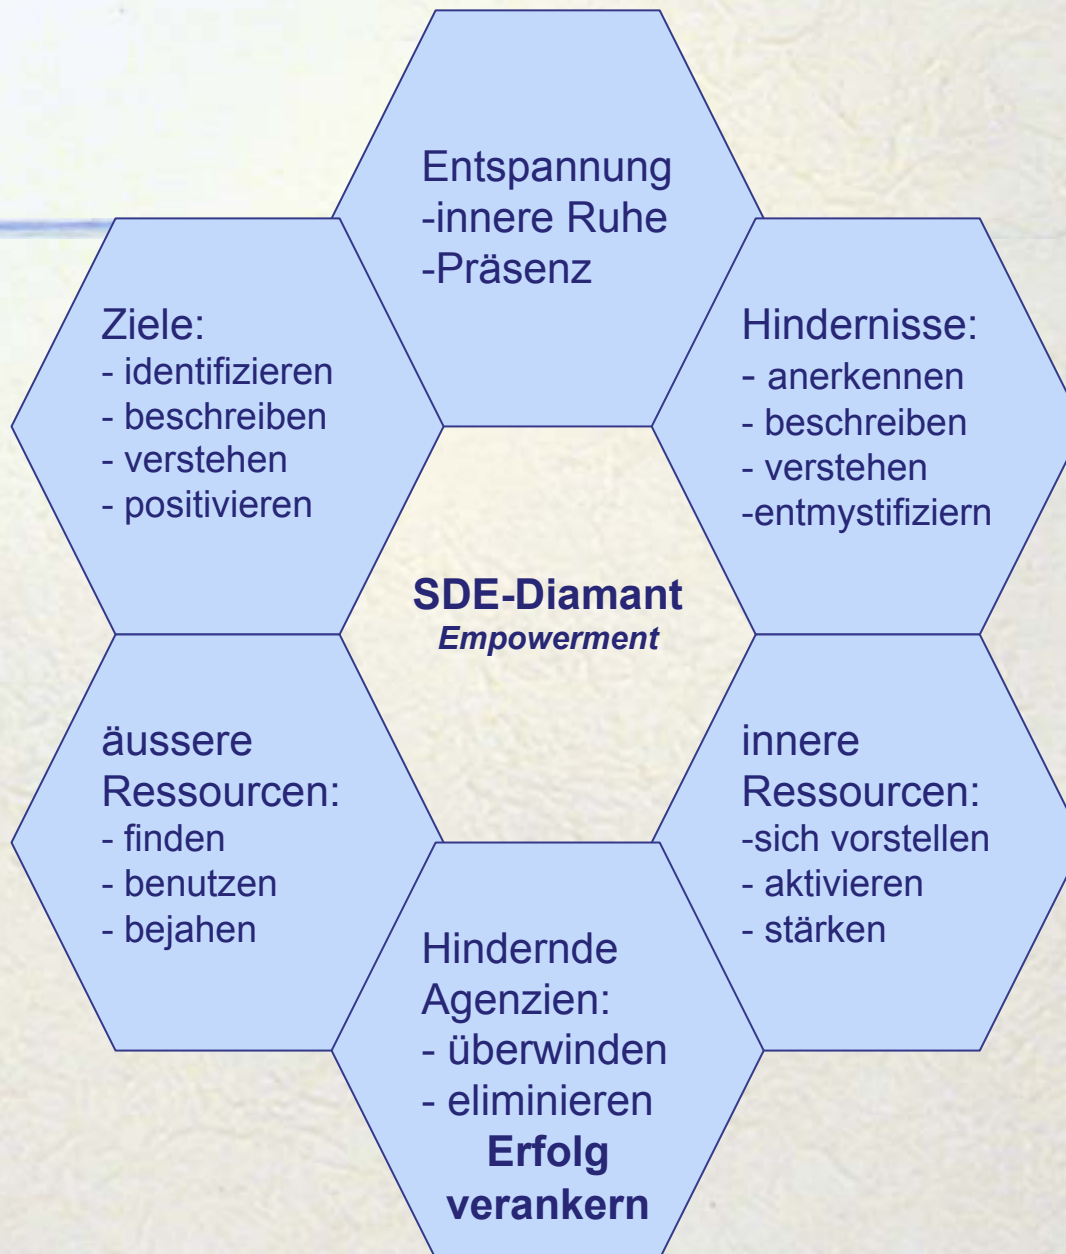 Entspannung
-innere Ruhe
-Präsenz
Ziele:
- identifizieren
- beschreiben
- verstehen
- positivieren
Hindernisse:
- anerkennen
- beschreiben
- verstehen
-entmystifiziern
SDE-Diamant
Empowerment
äussere
Ressourcen:
- finden
- benutzen
- bejahen
innere
Ressourcen:
-sich vorstellen
- aktivieren
- stärken
Hindernde
Agenzien:
- überwinden
- eliminieren
Erfolg
verankern